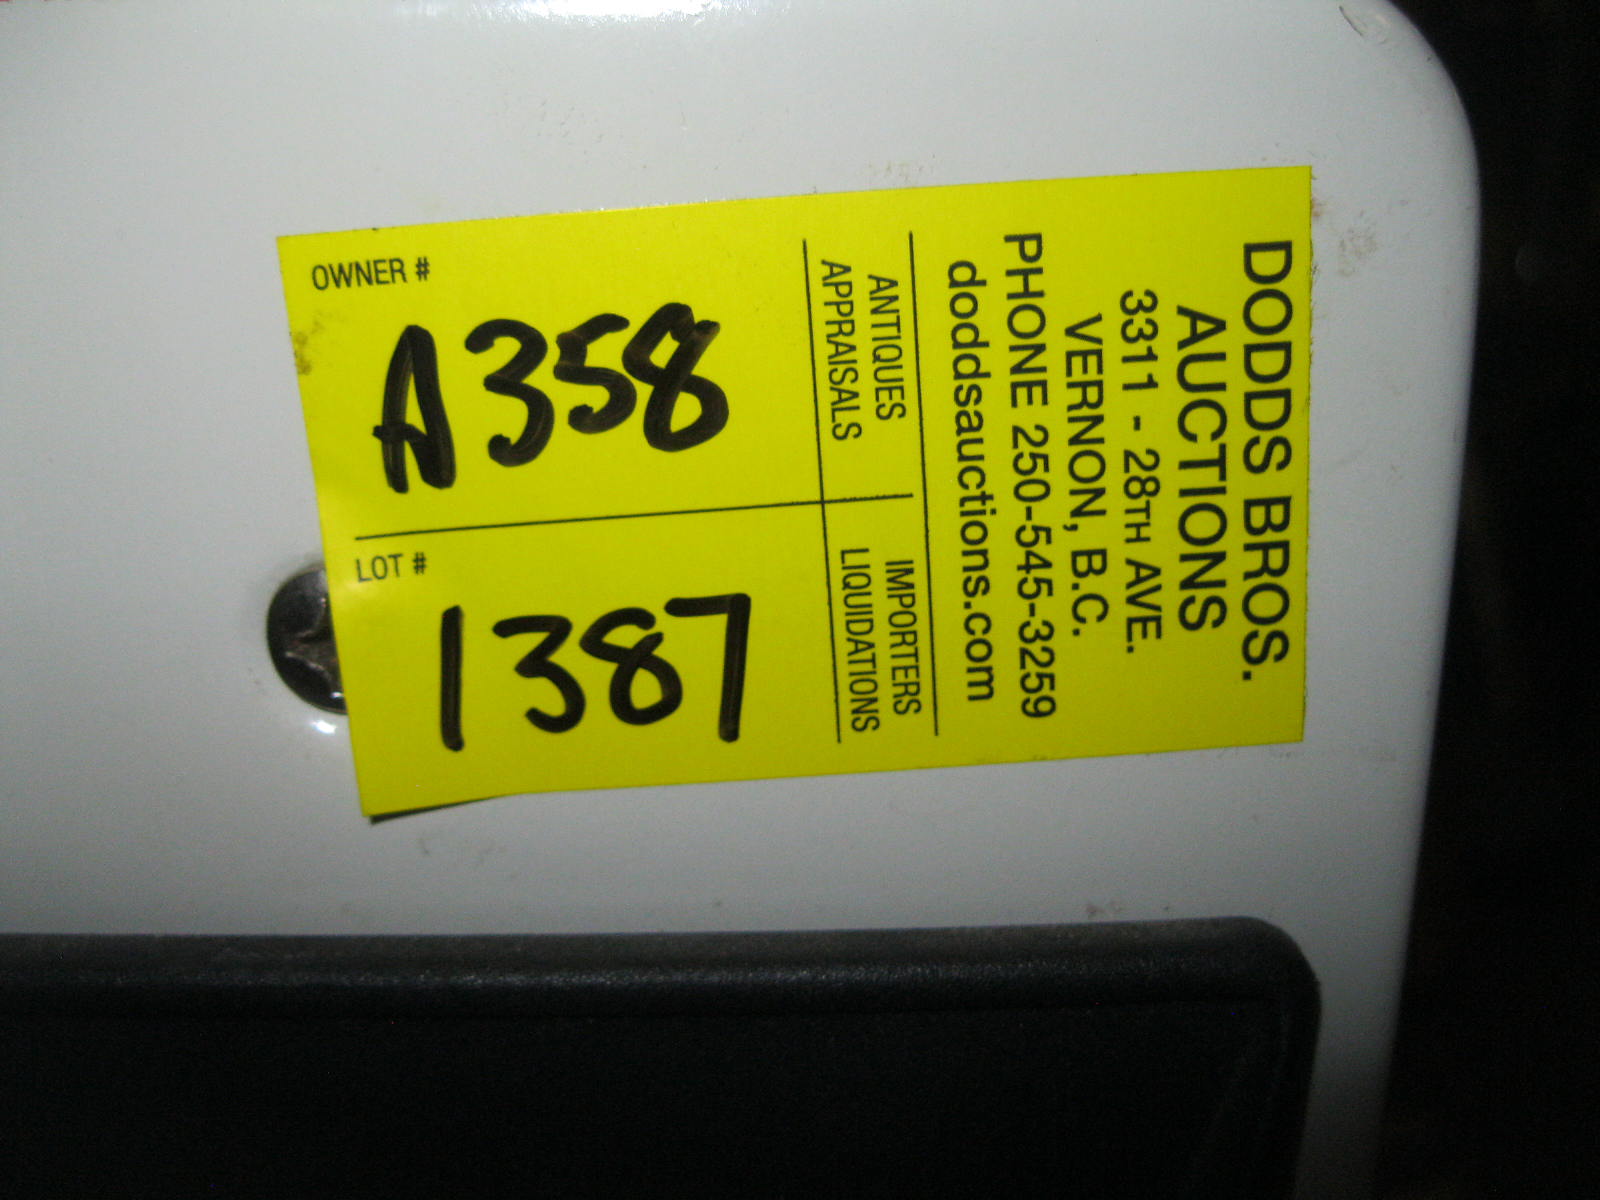 DODDS BROS.
AUCTIONS
3311 - 28TH AVE.
VERNON, B.C.
PHONE 250-545-3259
doddsauctions.com
ANTIQUES
APPRAISALS
IMPORTERS
LIQUIDATIONS
OWNER #
A358
LOT #
1387